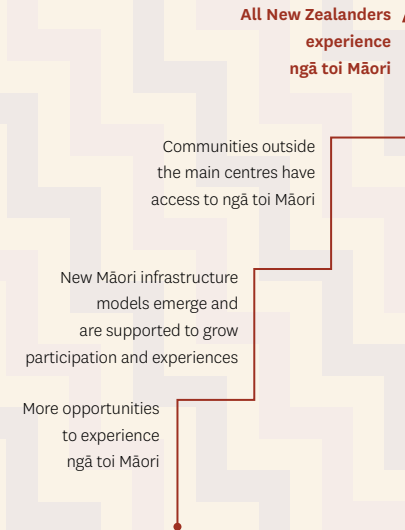 All New Zealanders
experience
ngā toi Māori
Communities outside
the main centres have
access to ngā toi Māori
New Māori infrastructure
models emerge and
are supported to grow
participation and experiences
More opportunities
to experience
ngā toi Māori